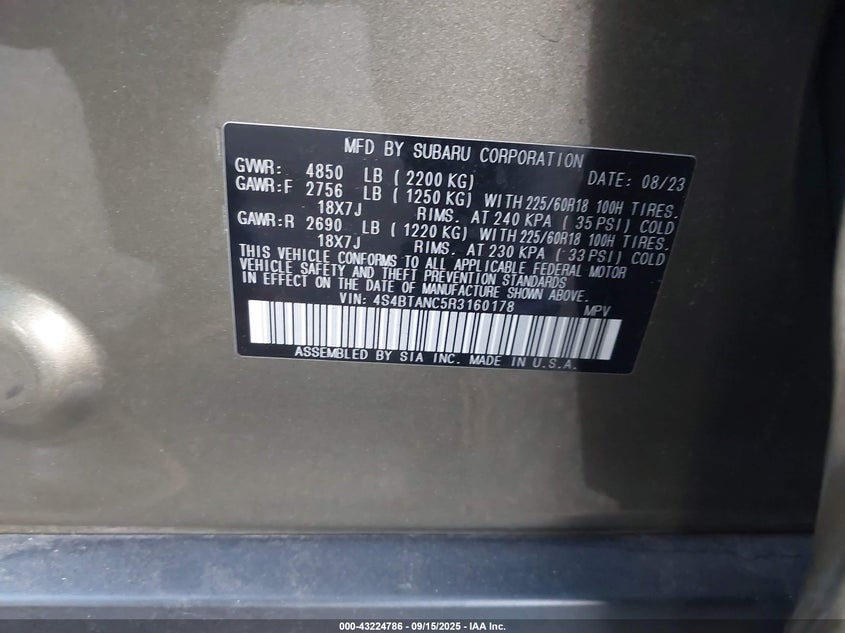 MFD BY SUBARU CORPORATION
GVWR: 4850 LB ( 2200 KG) DATE: 08/23
GAWR:F 2756 LB ( 1250 KG) WITH 225/60R18 100H TIRES.
18X7J RIMS. AT 240 KPA ( 35 PSI) COLD
GAWR:R 2690 LB ( 1220 KG) WITH 225/60R18 100H TIRES.
18X7J RIMS. AT 230 KPA ( 33 PSI) COLD
THIS VEHICLE CONFORMS TO ALL APPLICABLE FEDERAL MOTOR
VEHICLE SAFETY AND THEFT PREVENTION STANDARDS
IN EFFECT ON THE DATE OF MANUFACTURE SHOWN ABOVE.
VIN: 4S4BTANC5R3160178 MPV
ASSEMBLED BY SIA INC. MADE IN U.S.A.
000-43224786 - 09/15/2025 - IAA Inc.